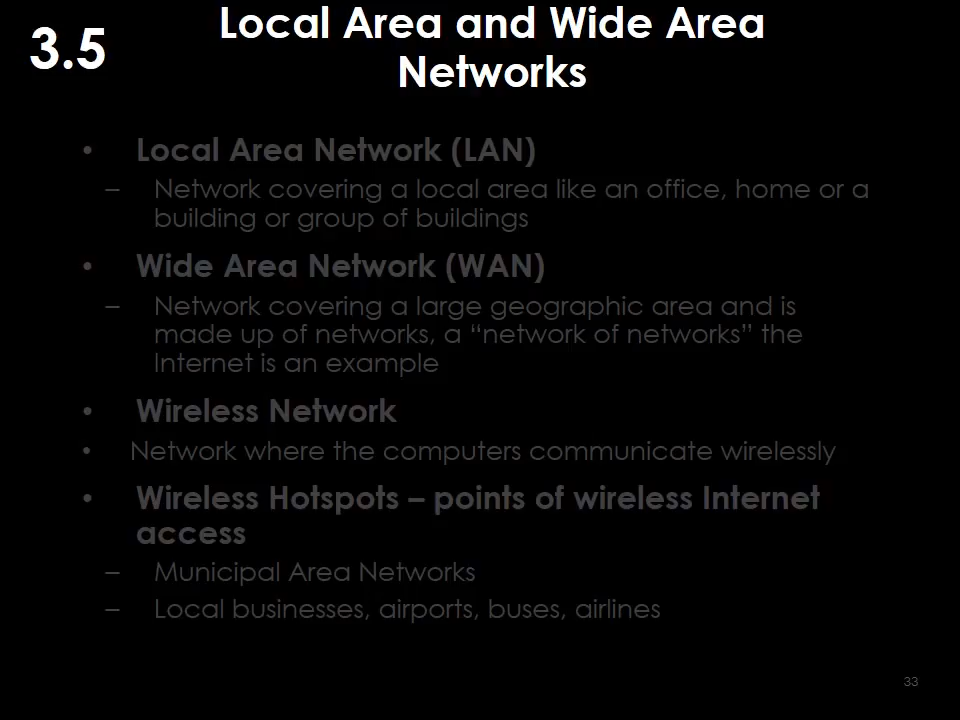 3.5
Local Area and Wide Area
Networks
• Local Area Network (LAN)
– Network covering a local area like an office, home or a
building or group of buildings
• Wide Area Network (WAN)
– Network covering a large geographic area and is
made up of networks, a “network of networks” the
Internet is an example
• Wireless Network
• Network where the computers communicate wirelessly
• Wireless Hotspots – points of wireless Internet
access
– Municipal Area Networks
– Local businesses, airports, buses, airlines
33